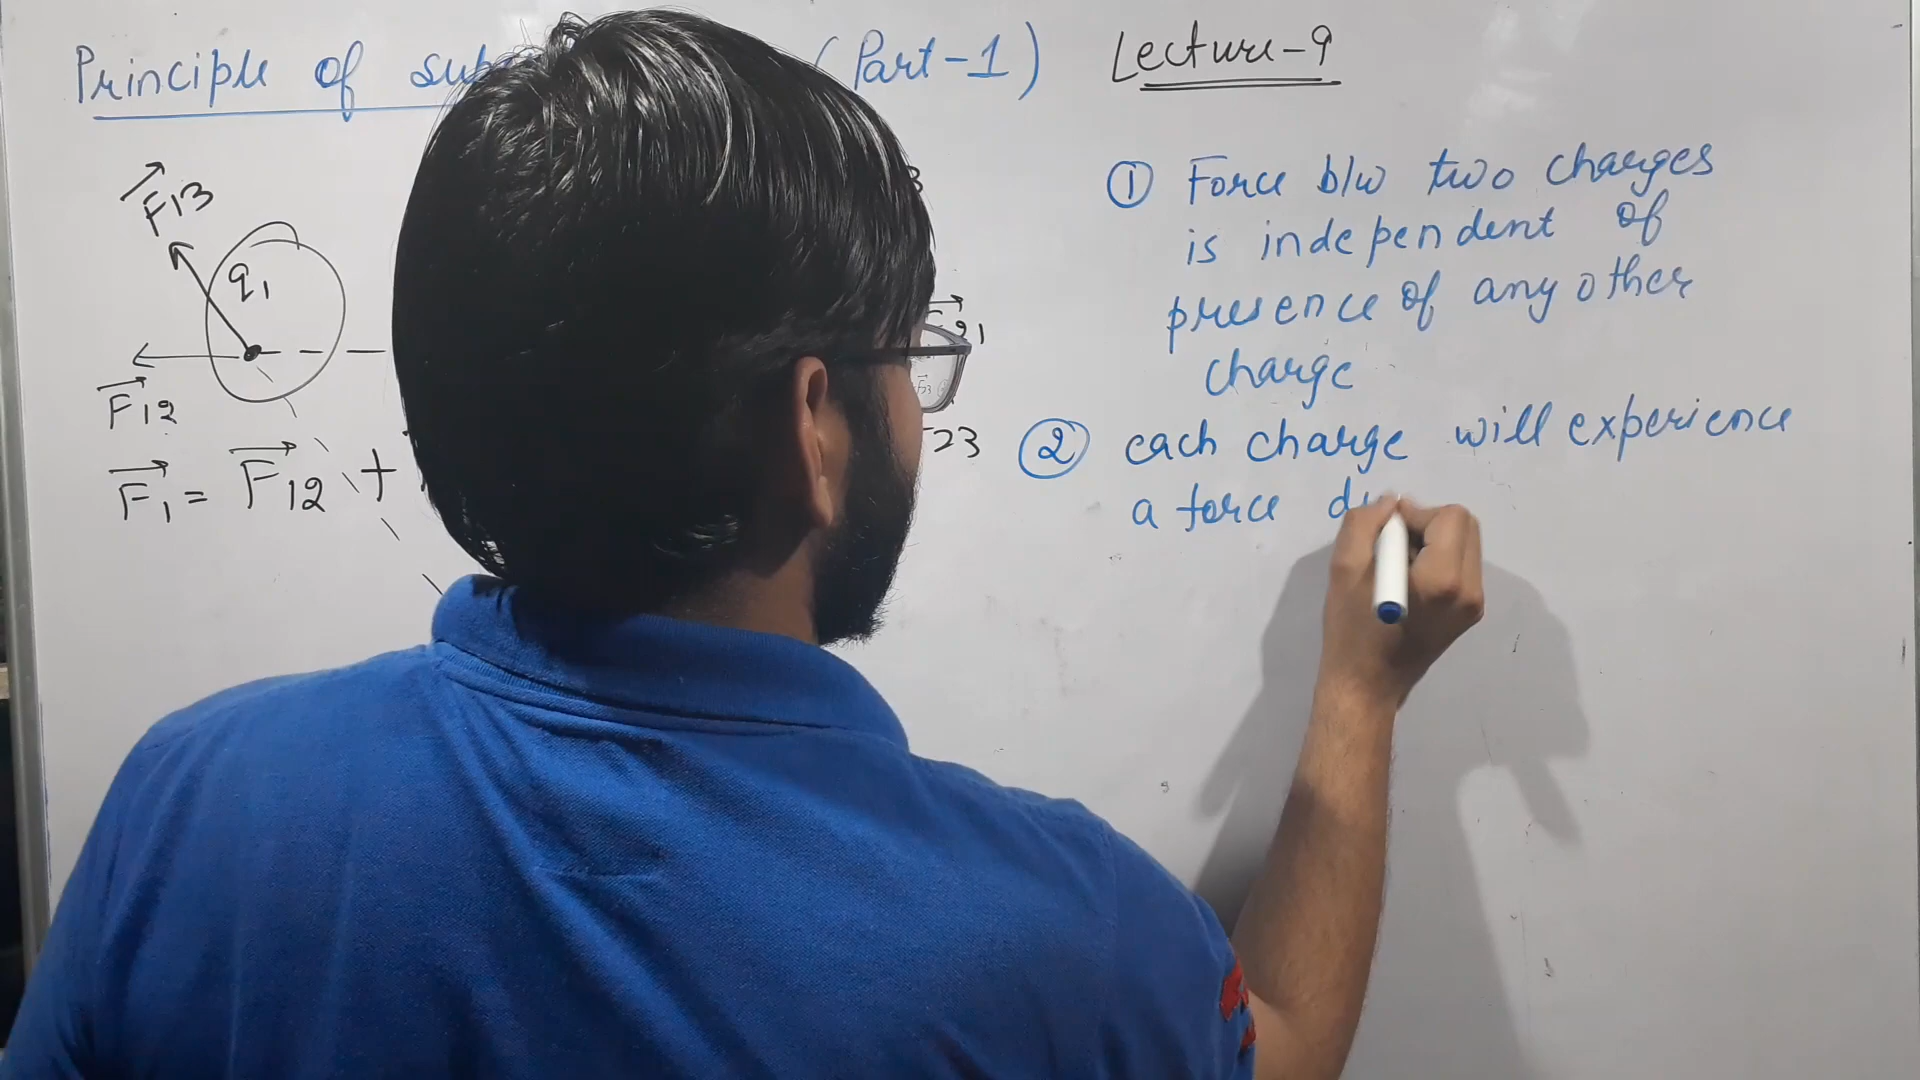 Principle of (Part-1) Lecture-9
F13
q1
F12
F1 = F12 +
21
23
① Force b/w two charges
is independent of
presence of any other
charge
② each charge will experience
a force